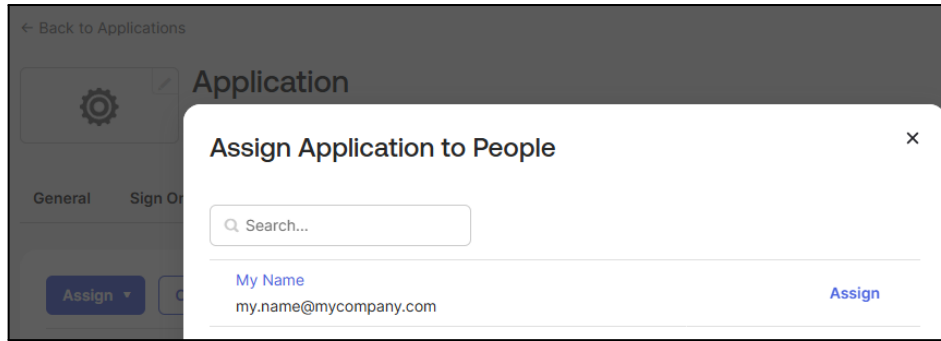 ← Back to Applications
Application
Assign Application to People
×
General Sign On
Search...
My Name
my.name@mycompany.com
Assign
Assign ▼